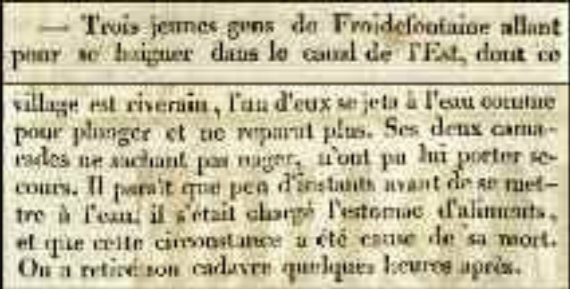 — Trois jeunes gens de Froidefontaine allant
pour se baigner dans le canal de l'Est, dont ce
village est riverain, l'un d'eux se jeta à l'eau comme
pour plonger et ne reparut plus. Ses deux cama-
rades ne sachant pas nager, n'ont pu lui porter se-
cours. Il paraît que peu d'instants avant de se met-
tre à l'eau, il s'était chargé l'estomac d'aliments,
et que cette circonstance a été cause de sa mort.
On a retiré son cadavre quelques heures après.